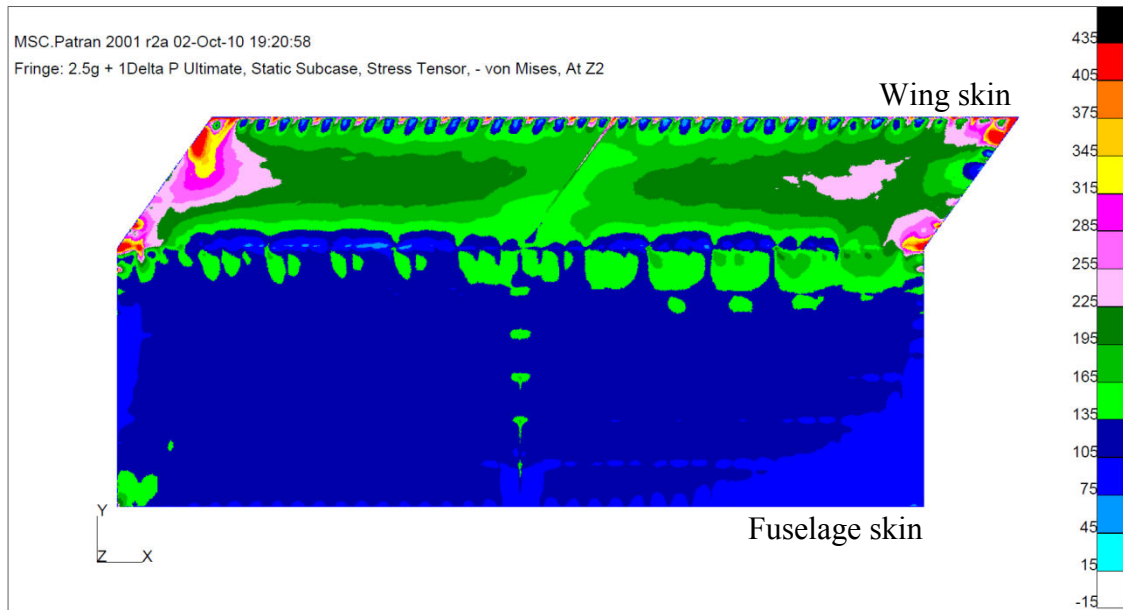 MSC.Patran 2001 r2a 02-Oct-10 19:20:58
Fringe: 2.5g + 1Delta P Ultimate, Static Subcase, Stress Tensor, - von Mises, At Z2
Wing skin
435
405
375
345
315
285
255
225
195
165
135
105
75
45
15
-15
Y
Z X
Fuselage skin